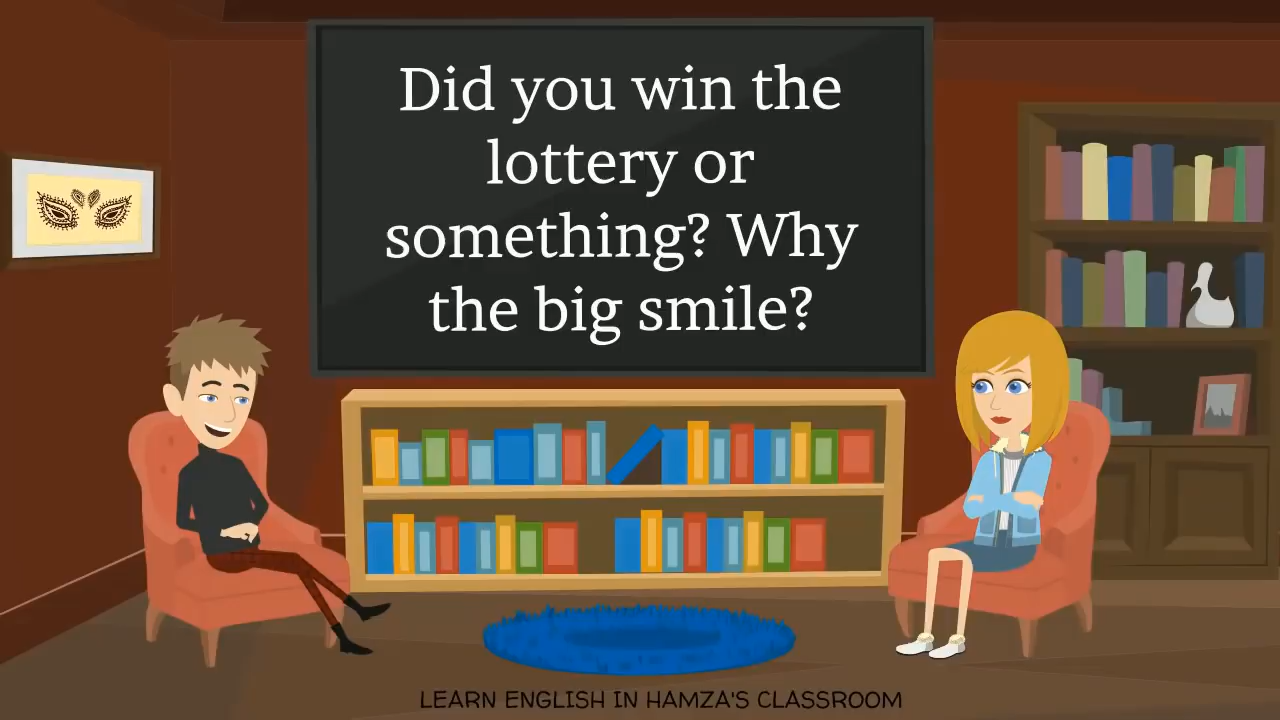 Did you win the
lottery or
something? Why
the big smile?
LEARN ENGLISH IN HAMZA'S CLASSROOM